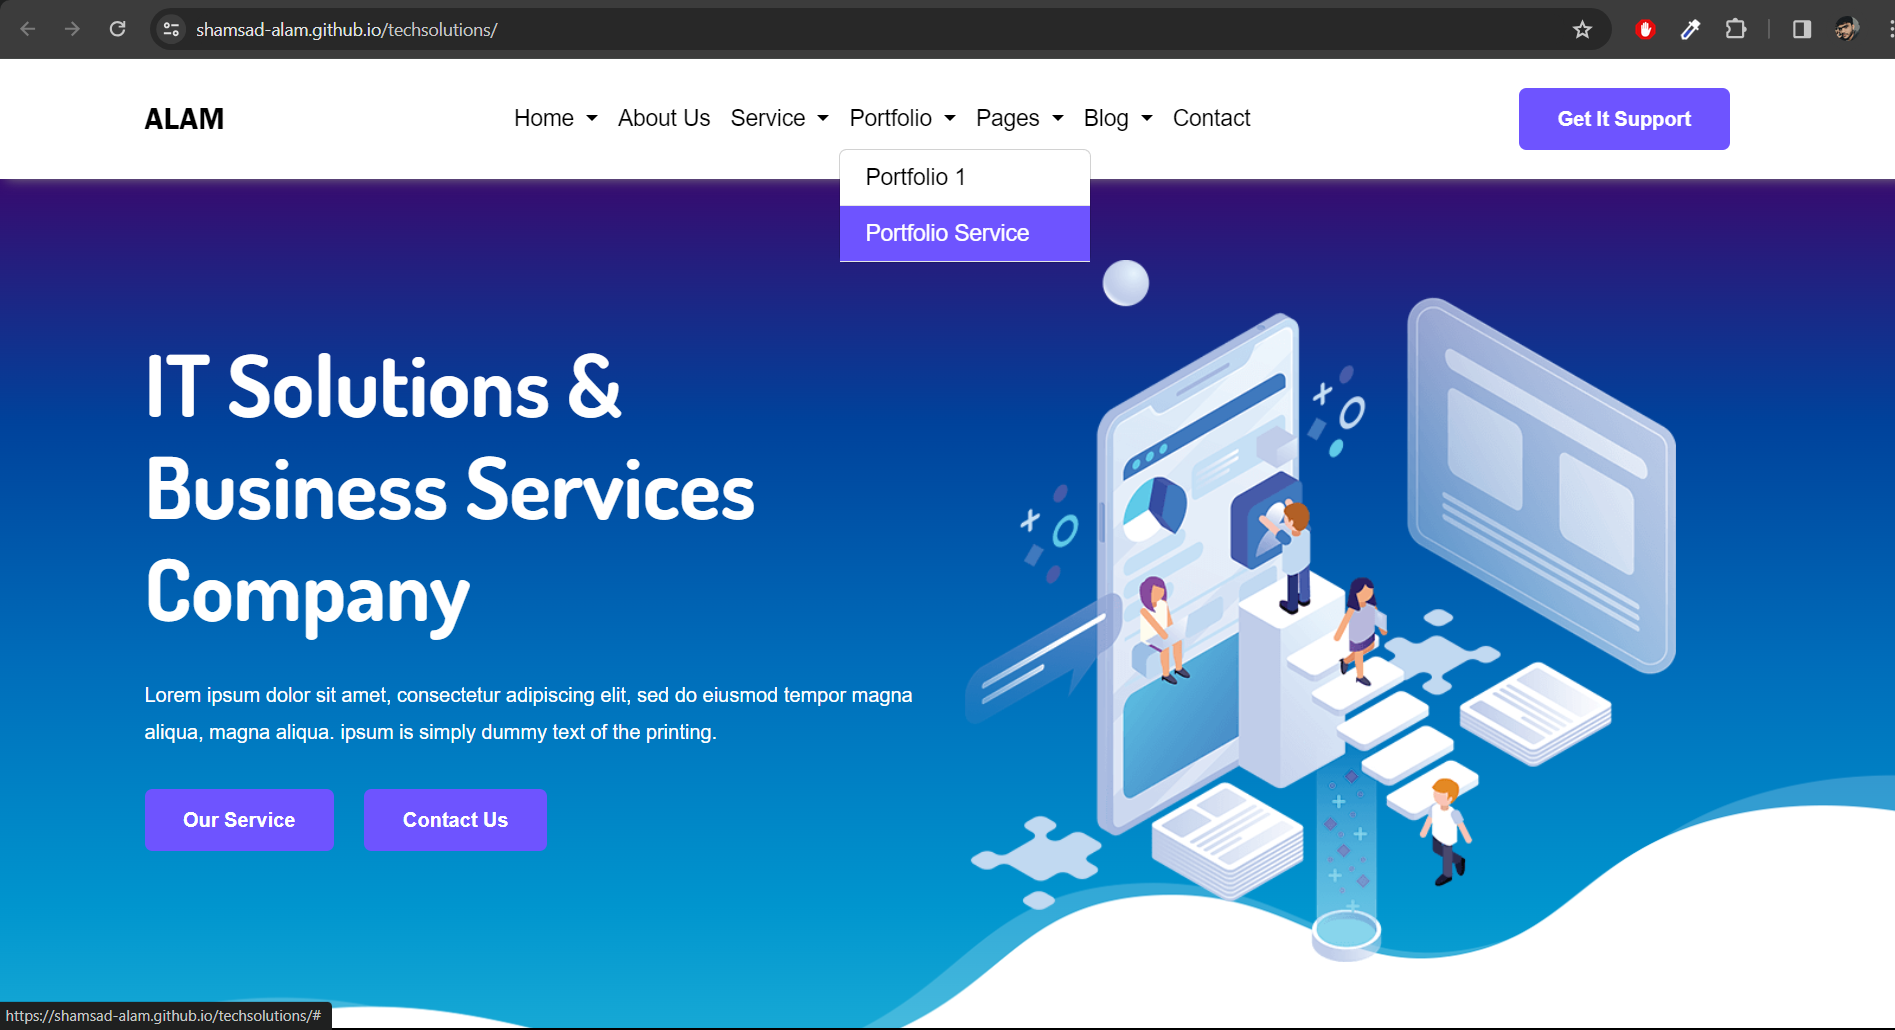 shamsad-alam.github.io/techsolutions/
ALAM
Home
About Us
Service
Portfolio
Pages
Blog
Contact
Get It Support
Portfolio 1
Portfolio Service
IT Solutions &
Business Services
Company
Lorem ipsum dolor sit amet, consectetur adipiscing elit, sed do eiusmod tempor magna
aliqua, magna aliqua. ipsum is simply dummy text of the printing.
Our Service
Contact Us
https://shamsad-alam.github.io/techsolutions/#